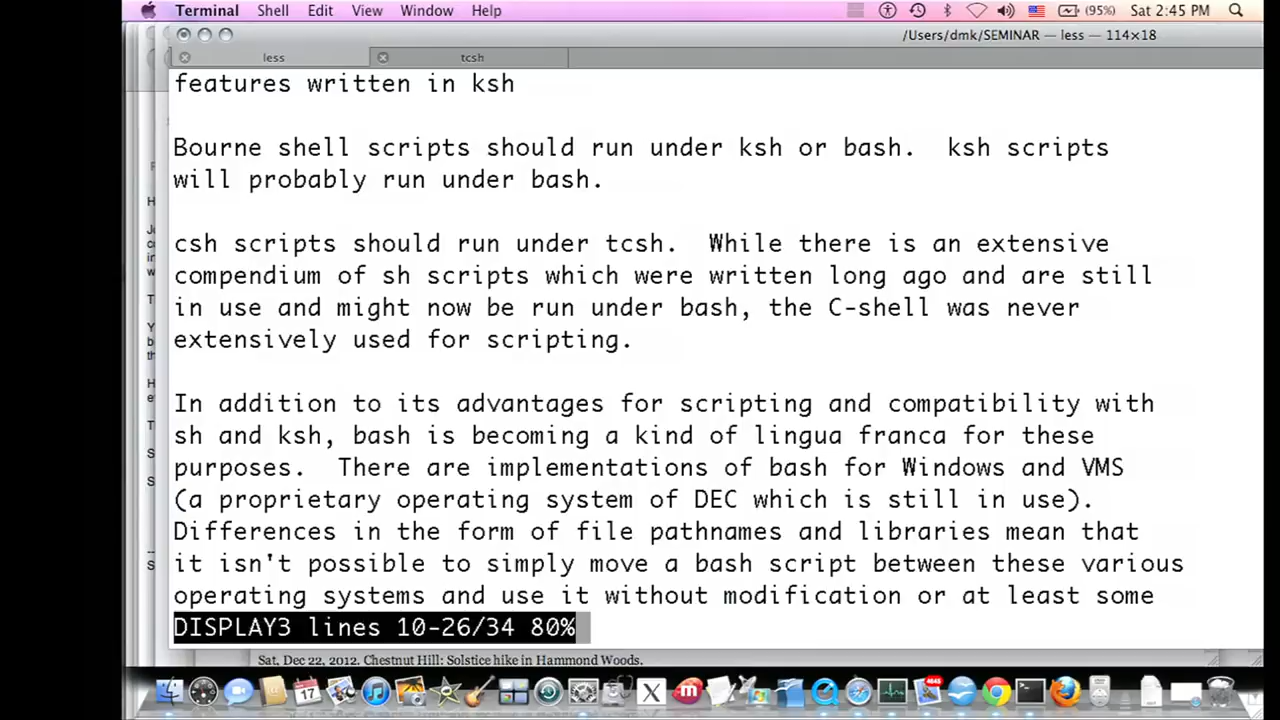 Terminal Shell Edit View Window Help (95%) Sat 2:45 PM
/Users/dmk/SEMINAR — less — 114×18
less tcsh
features written in ksh
Bourne shell scripts should run under ksh or bash.  ksh scripts
will probably run under bash.
csh scripts should run under tcsh.  While there is an extensive
compendium of sh scripts which were written long ago and are still
in use and might now be run under bash, the C-shell was never
extensively used for scripting.
In addition to its advantages for scripting and compatibility with
sh and ksh, bash is becoming a kind of lingua franca for these
purposes.  There are implementations of bash for Windows and VMS
(a proprietary operating system of DEC which is still in use).
Differences in the form of file pathnames and libraries mean that
it isn't possible to simply move a bash script between these various
operating systems and use it without modification or at least some
DISPLAY3 lines 10-26/34 80%
Sat, Dec 22, 2012. Chestnut Hill: Solstice hike in Hammond Woods.
17